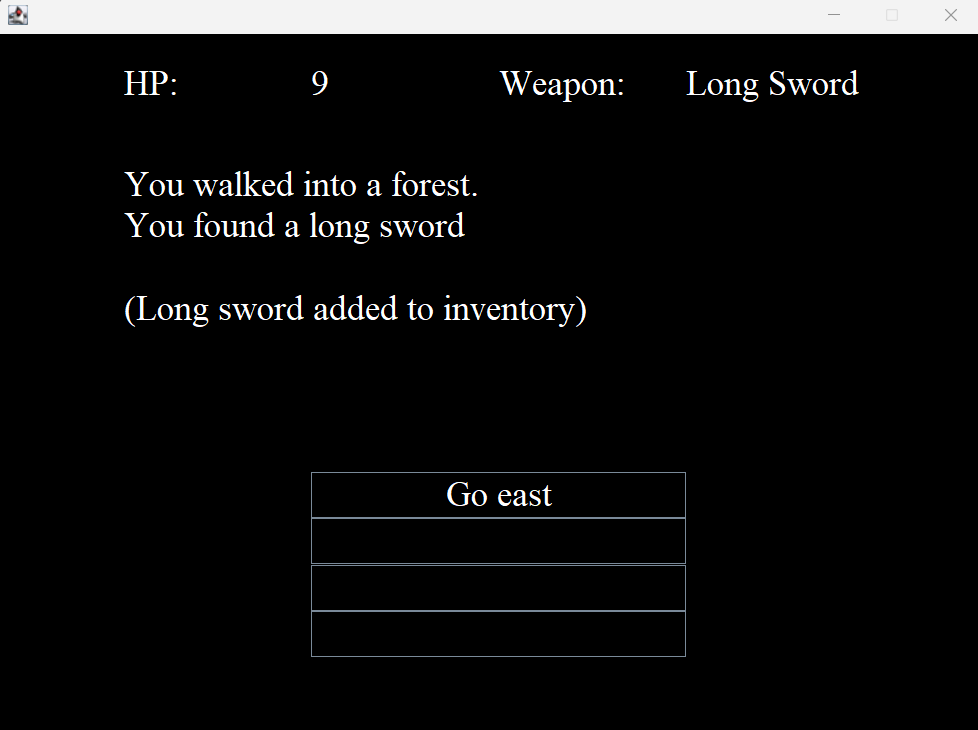 HP: 9 Weapon: Long Sword
You walked into a forest.
You found a long sword
(Long sword added to inventory)
Go east